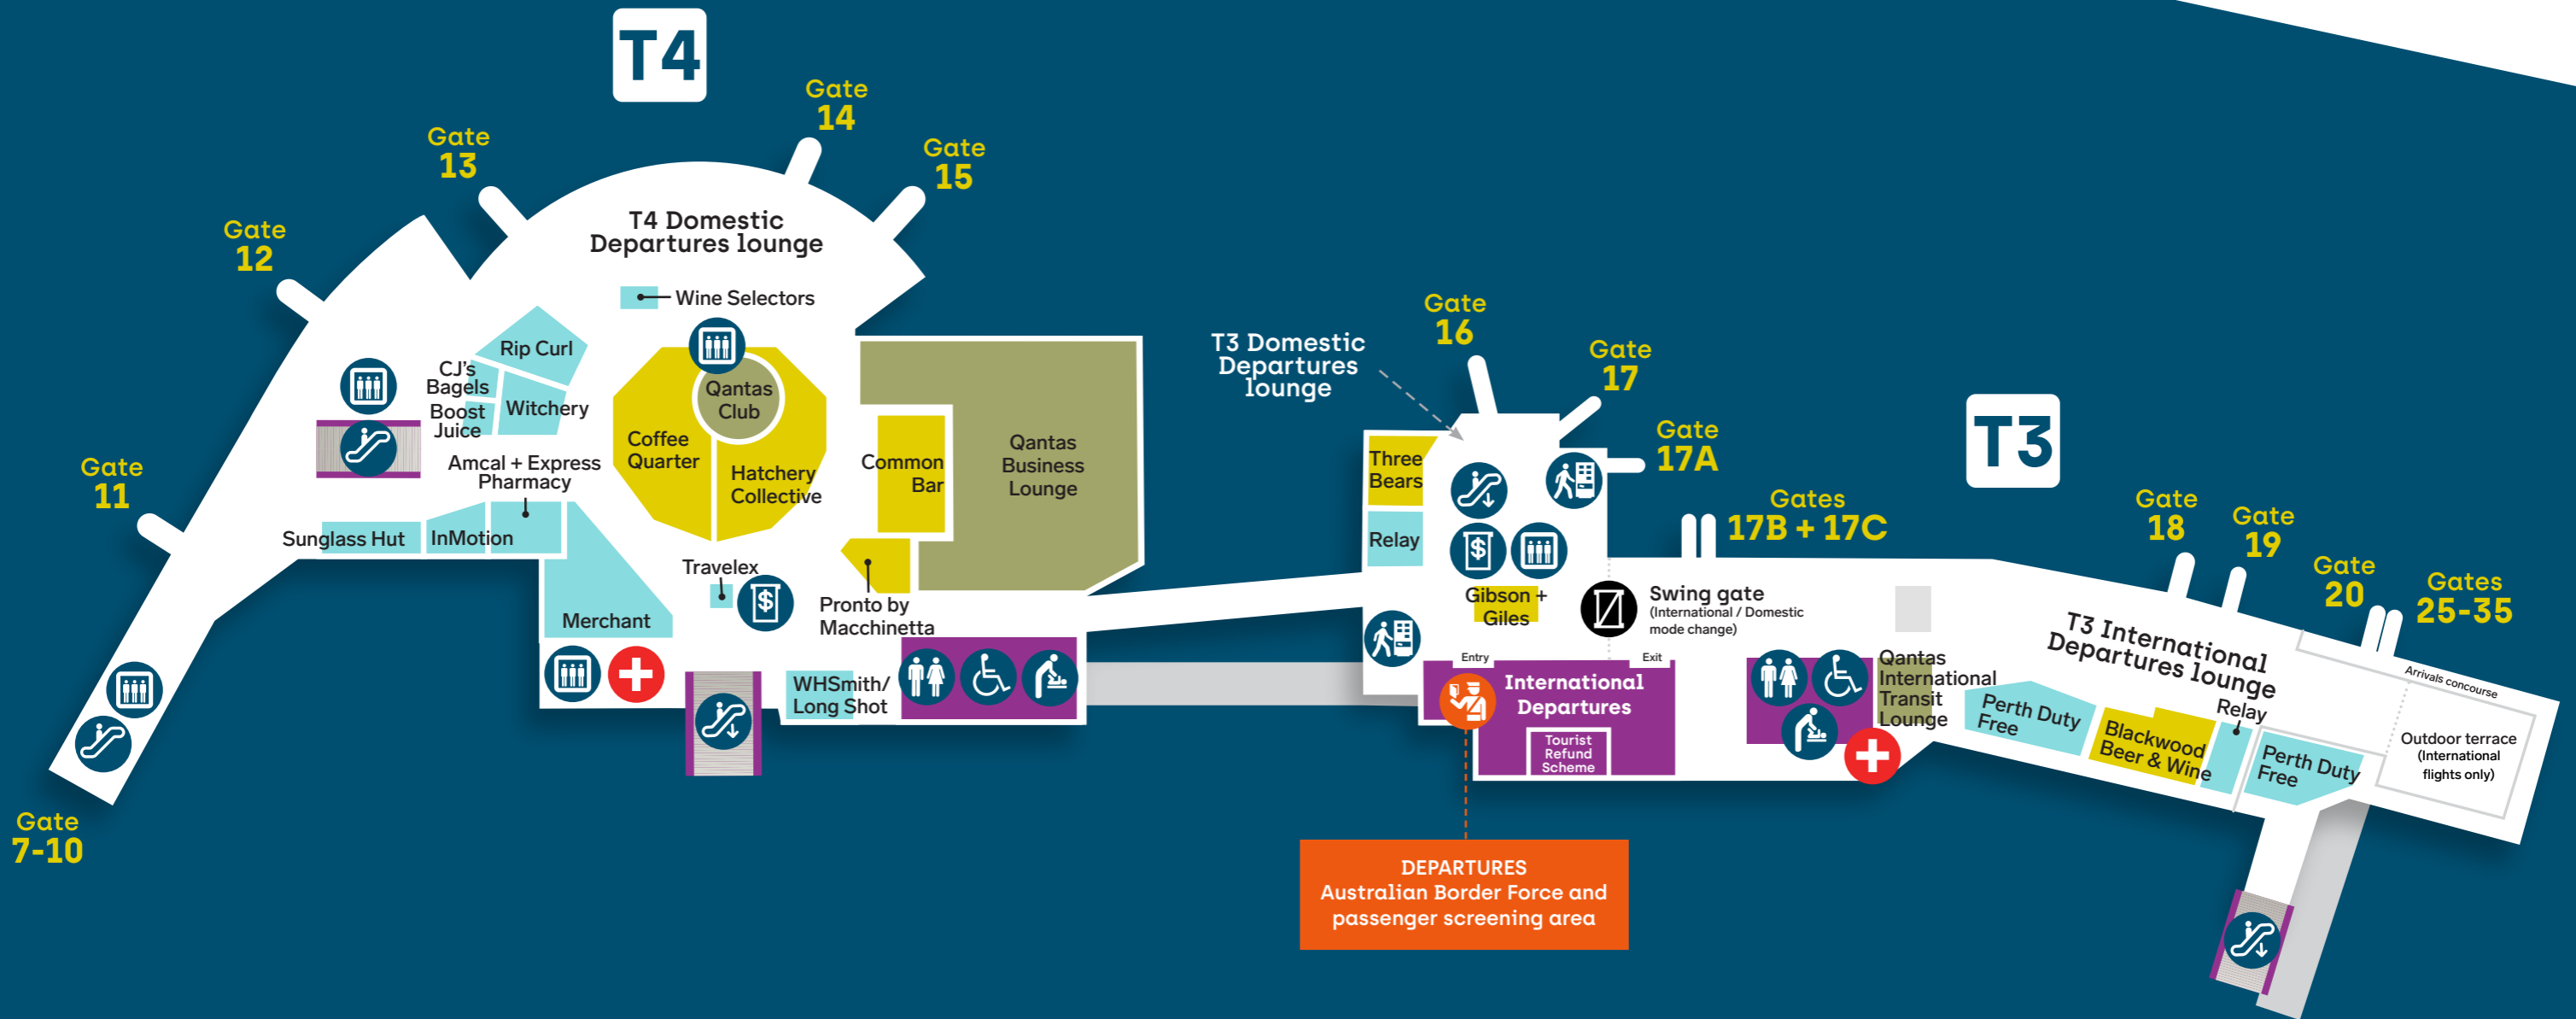 T4
Gate
14
Gate
13
Gate
15
Gate
12
T4 Domestic
Departures lounge
Wine Selectors
Rip Curl
CJ's
Bagels
Boost
Juice
Witchery
Qantas
Club
Coffee
Quarter
Hatchery
Collective
Common
Bar
Qantas
Business
Lounge
Amcal + Express
Pharmacy
Gate
11
Sunglass Hut
InMotion
Travelex
$
Merchant
Pronto by
Macchinetta
WHSmith/
Long Shot
Gate
7-10
T3 Domestic
Departures
lounge
Gate
16
Gate
17
Gate
17A
Three
Bears
Relay
$
Gibson +
Giles
Gates
17B + 17C
Swing gate
(International / Domestic
mode change)
Entry
Exit
International
Departures
Tourist
Refund
Scheme
DEPARTURES
Australian Border Force and
passenger screening area
T3
Gate
18
Gate
19
Gate
20
Gates
25-35
Qantas
International
Transit
Lounge
T3 International
Departures lounge
Arrivals concourse
Perth Duty
Free
Blackwood
Beer & Wine
Relay
Perth Duty
Free
Outdoor terrace
(International
flights only)